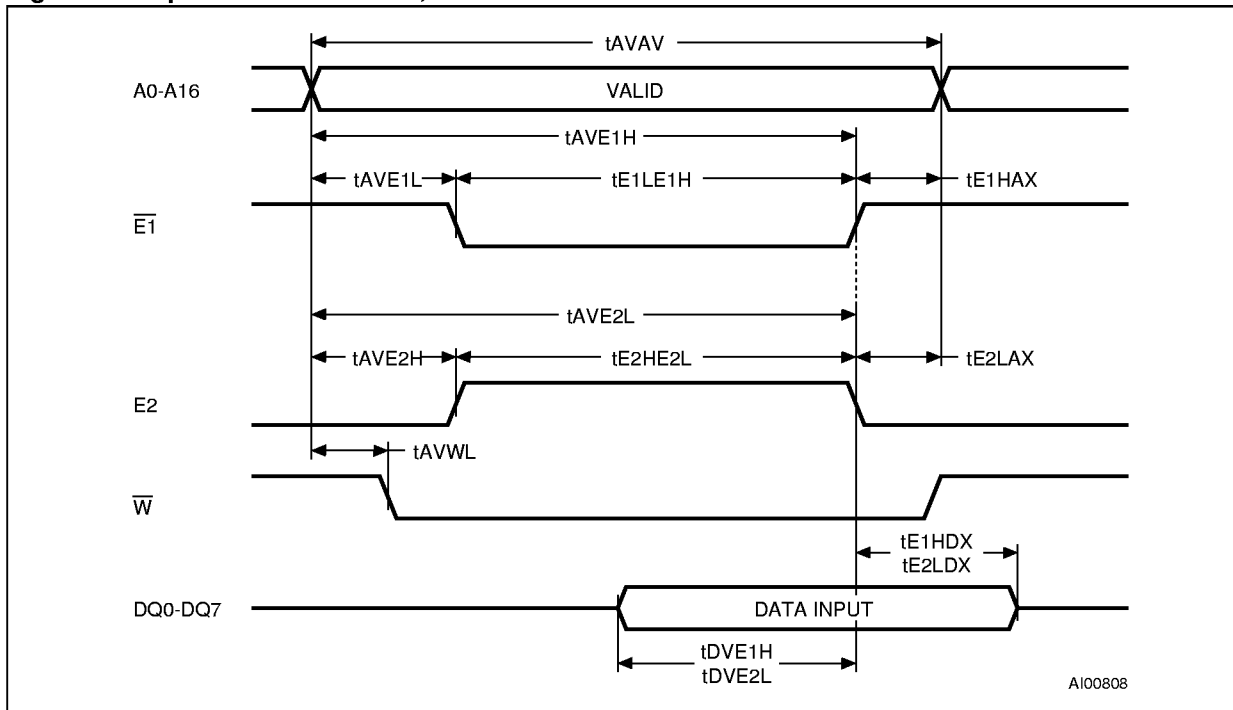 tAVAV
A0-A16
VALID
tAVE1H
tAVE1L
tE1LE1H
tE1HAX
E1
tAVE2L
tAVE2H
tE2HE2L
tE2LAX
E2
tAVWL
W
tE1HDX
tE2LDX
DQ0-DQ7
DATA INPUT
tDVE1H
tDVE2L
AI00808